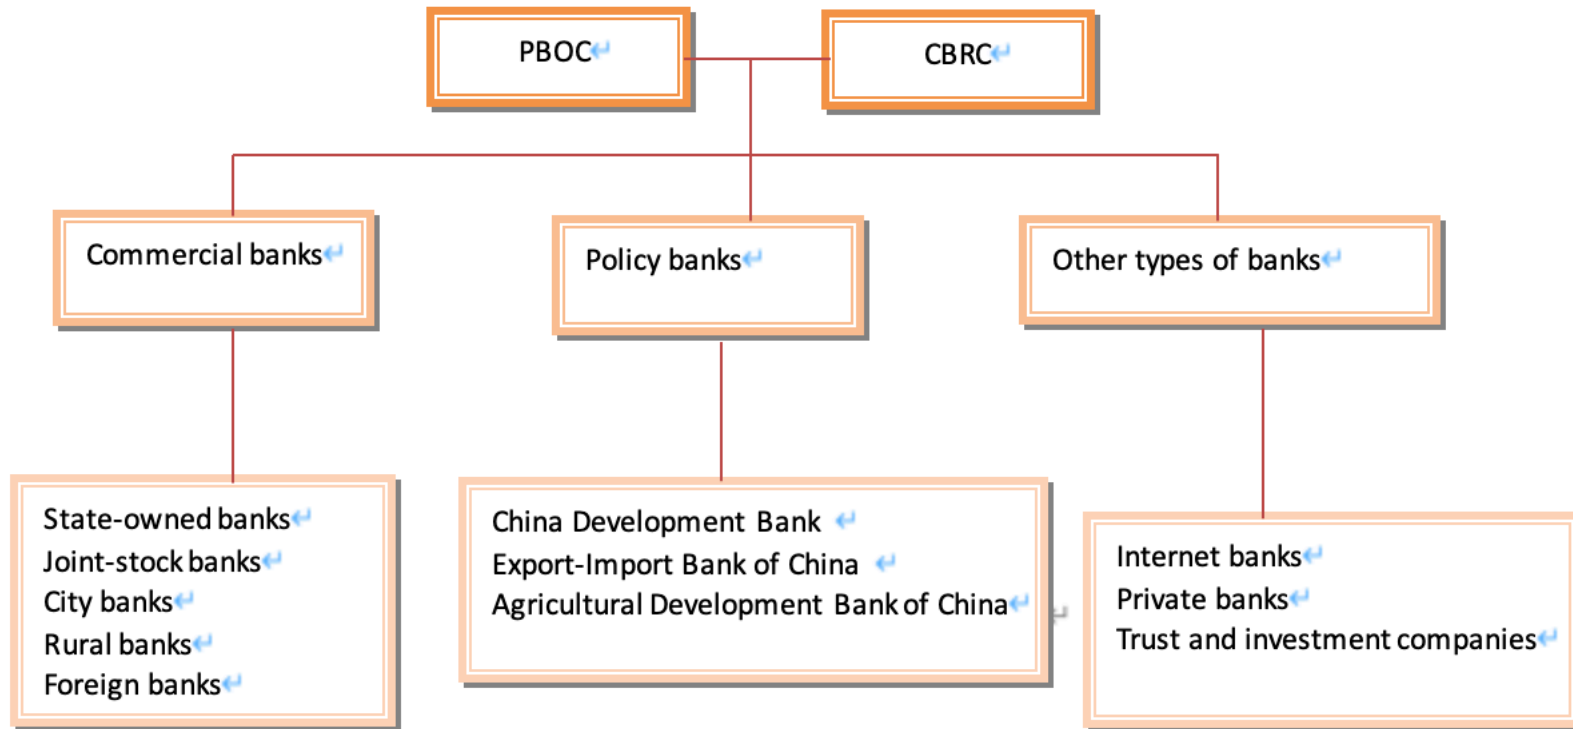 PBOC
CBRC
Commercial banks
Policy banks
Other types of banks
State-owned banks
Joint-stock banks
City banks
Rural banks
Foreign banks
China Development Bank
Export-Import Bank of China
Agricultural Development Bank of China
Internet banks
Private banks
Trust and investment companies